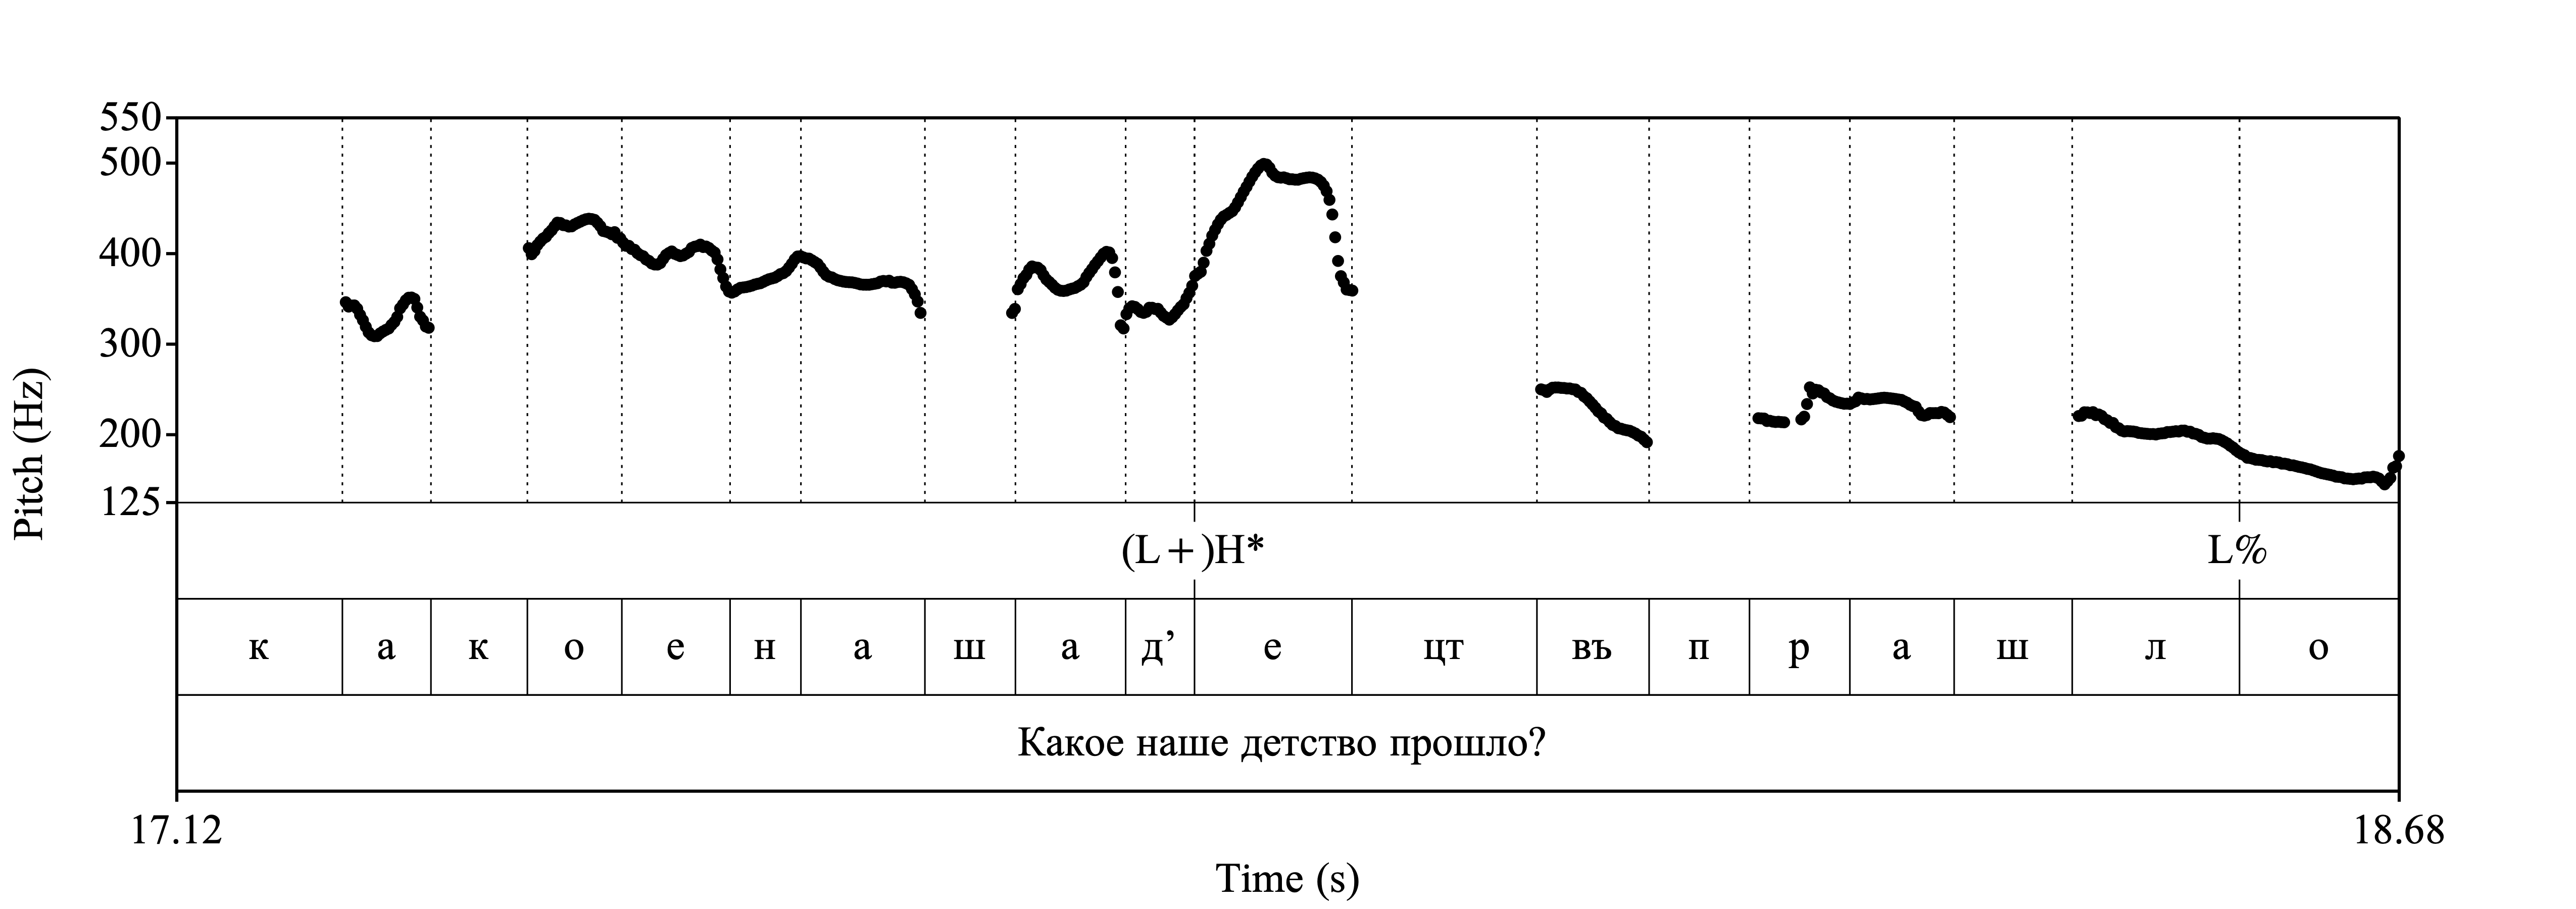 550
500
400
300
200
125
Pitch (Hz)
(L+)H* L%
к а к о е н а ш а д’ е цт въ п р а ш л о
Какое наше детство прошло?
17.12 18.68
Time (s)